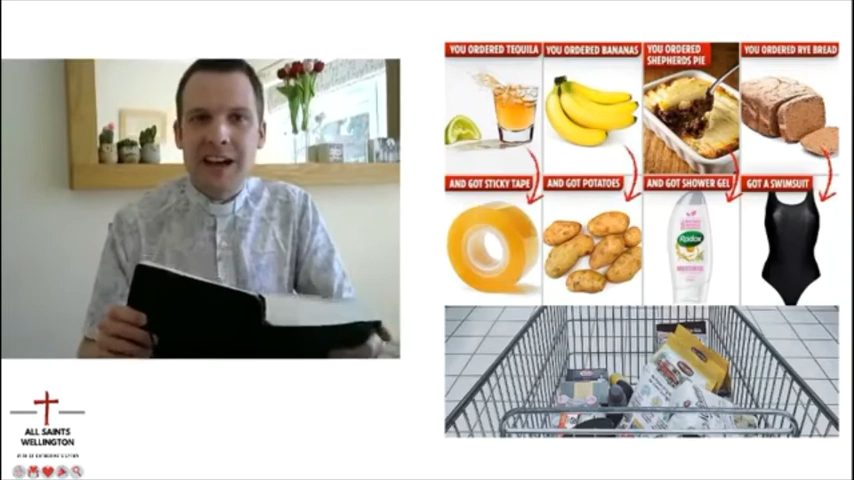 YOU ORDERED TEQUILA
YOU ORDERED BANANAS
YOU ORDERED
SHEPHERDS PIE
YOU ORDERED RYE BREAD
AND GOT STICKY TAPE
AND GOT POTATOES
AND GOT SHOWER GEL
GOT A SWIMSUIT
Radox
ALL SAINTS
WELLINGTON